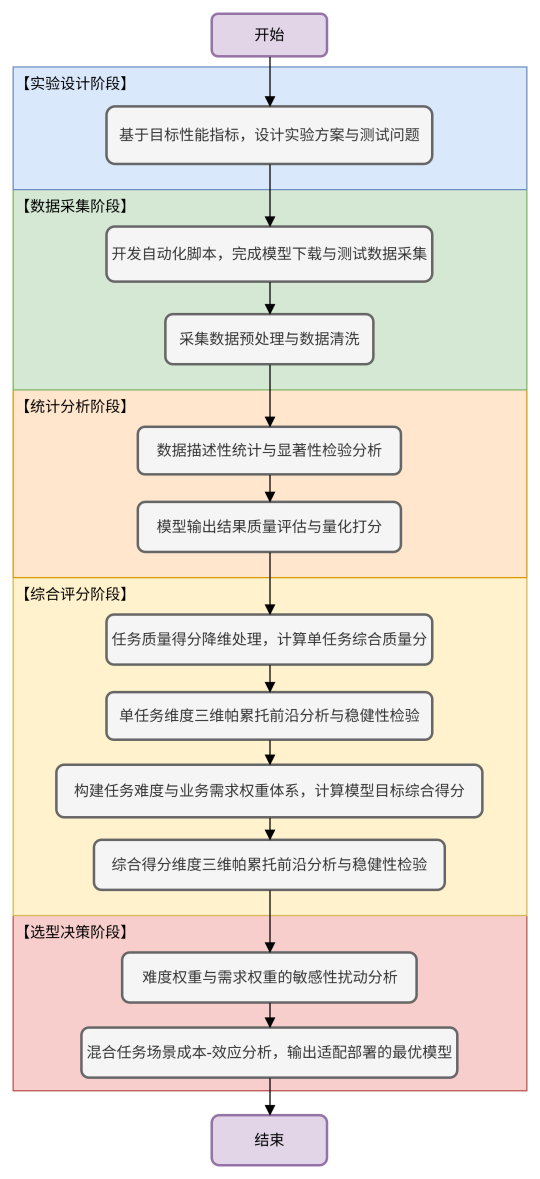 开始
【实验设计阶段】
基于目标性能指标，设计实验方案与测试问题
【数据采集阶段】
开发自动化脚本，完成模型下载与测试数据采集
采集数据预处理与数据清洗
【统计分析阶段】
数据描述性统计与显著性检验分析
模型输出结果质量评估与量化打分
【综合评分阶段】
任务质量得分降维处理，计算单任务综合质量分
单任务维度三维帕累托前沿分析与稳健性检验
构建任务难度与业务需求权重体系，计算模型目标综合得分
综合得分维度三维帕累托前沿分析与稳健性检验
【选型决策阶段】
难度权重与需求权重的敏感性扰动分析
混合任务场景成本-效应分析，输出适配部署的最优模型
结束